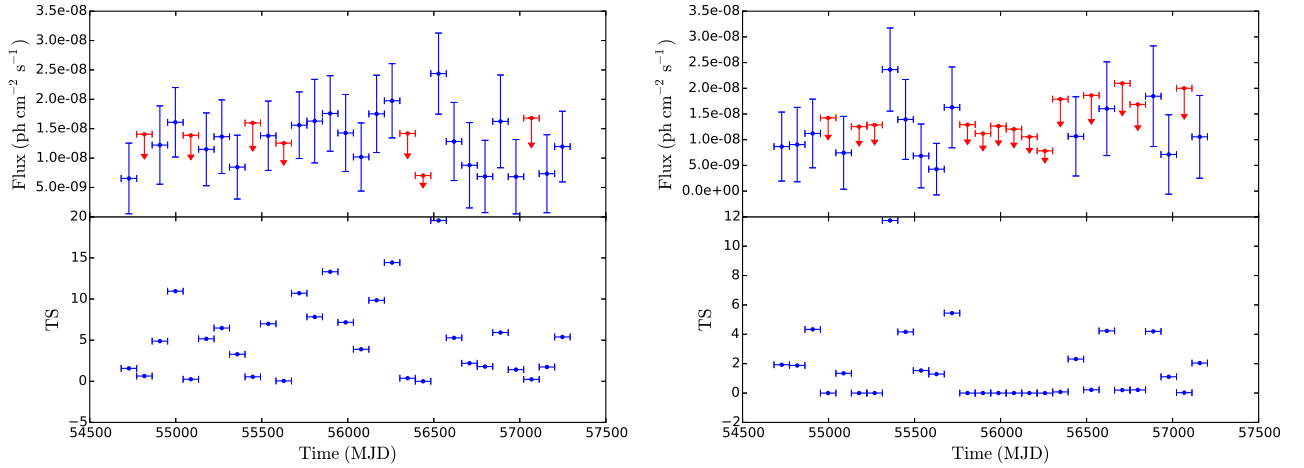 3.5e-08
3.0e-08
2.5e-08
2.0e-08
1.5e-08
1.0e-08
5.0e-09
Flux (ph cm⁻² s⁻¹ )
20
15
10
5
0
−5
TS
54500 55000 55500 56000 56500 57000 57500
Time (MJD)
3.5e-08
3.0e-08
2.5e-08
2.0e-08
1.5e-08
1.0e-08
5.0e-09
0.0e+00
Flux (ph cm⁻² s⁻¹ )
12
10
8
6
4
2
0
−2
TS
54500 55000 55500 56000 56500 57000 57500
Time (MJD)